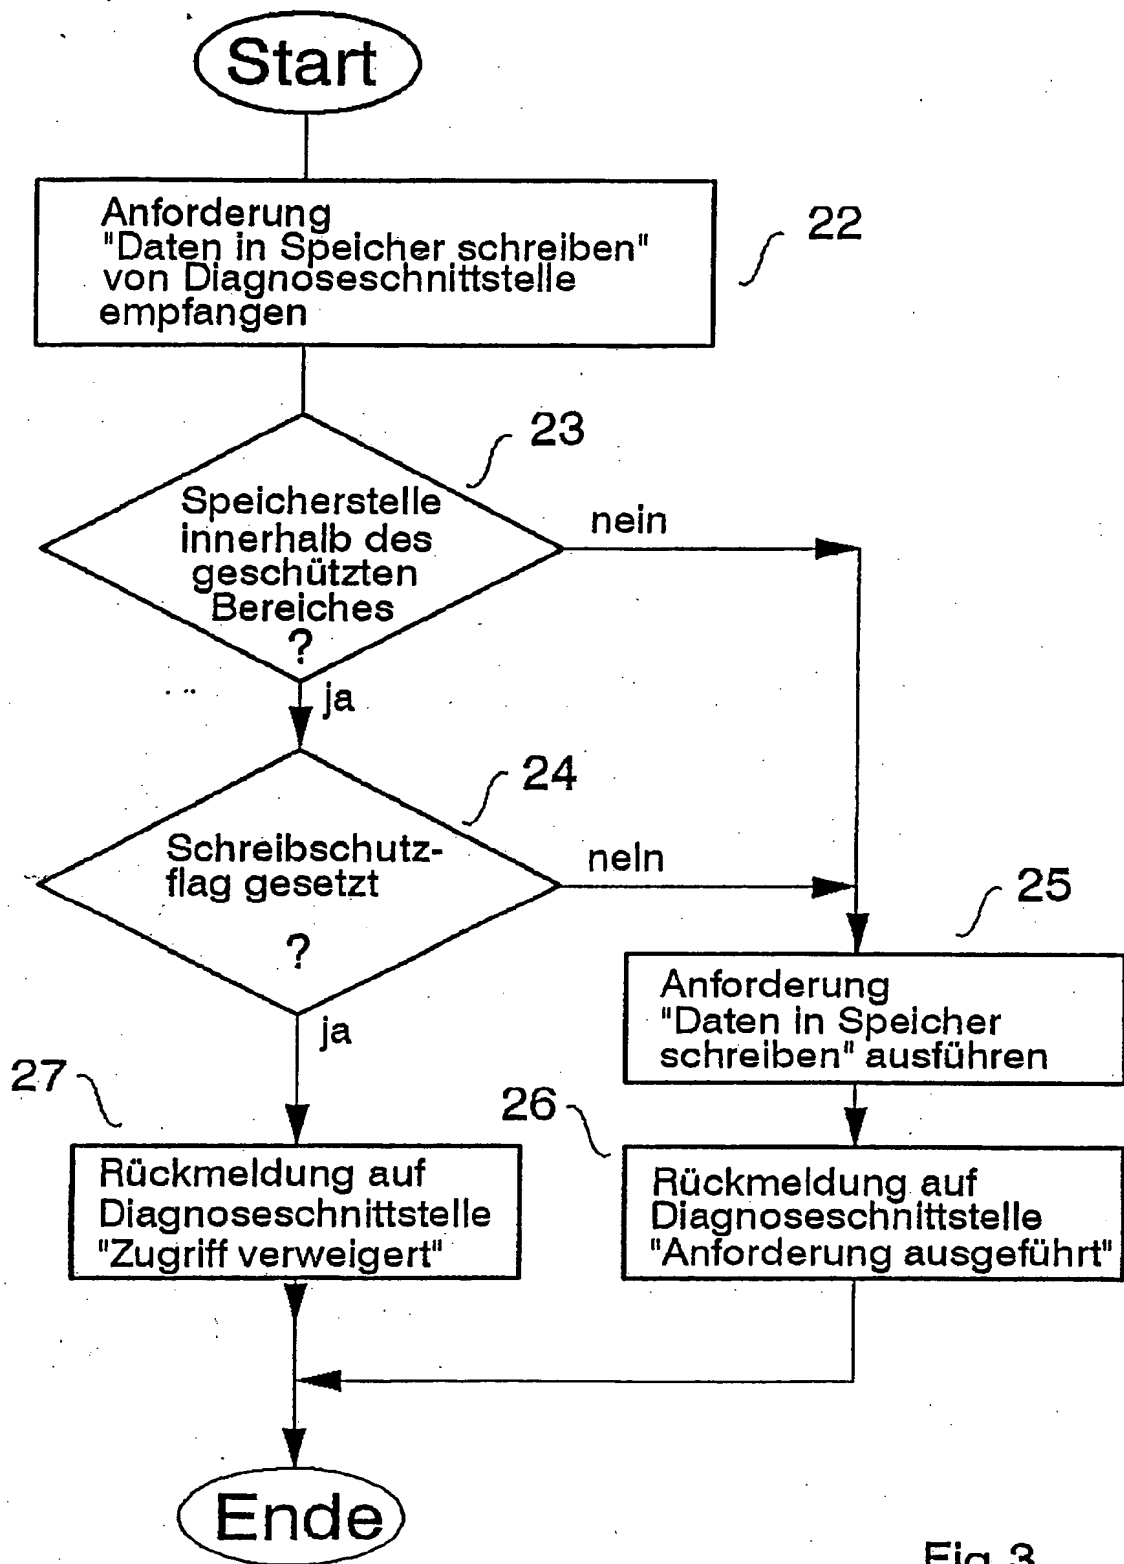 Start
Anforderung
"Daten in Speicher schreiben"
von Diagnoseschnittstelle
empfangen
22
23
Speicherstelle
innerhalb des
geschützten
Bereiches
?
nein
ja
24
Schreibschutz-
flag gesetzt
?
nein
ja
25
Anforderung
"Daten in Speicher
schreiben" ausführen
27
Rückmeldung auf
Diagnoseschnittstelle
"Zugriff verweigert"
26
Rückmeldung auf
Diagnoseschnittstelle
"Anforderung ausgeführt"
Ende
Fig. 3